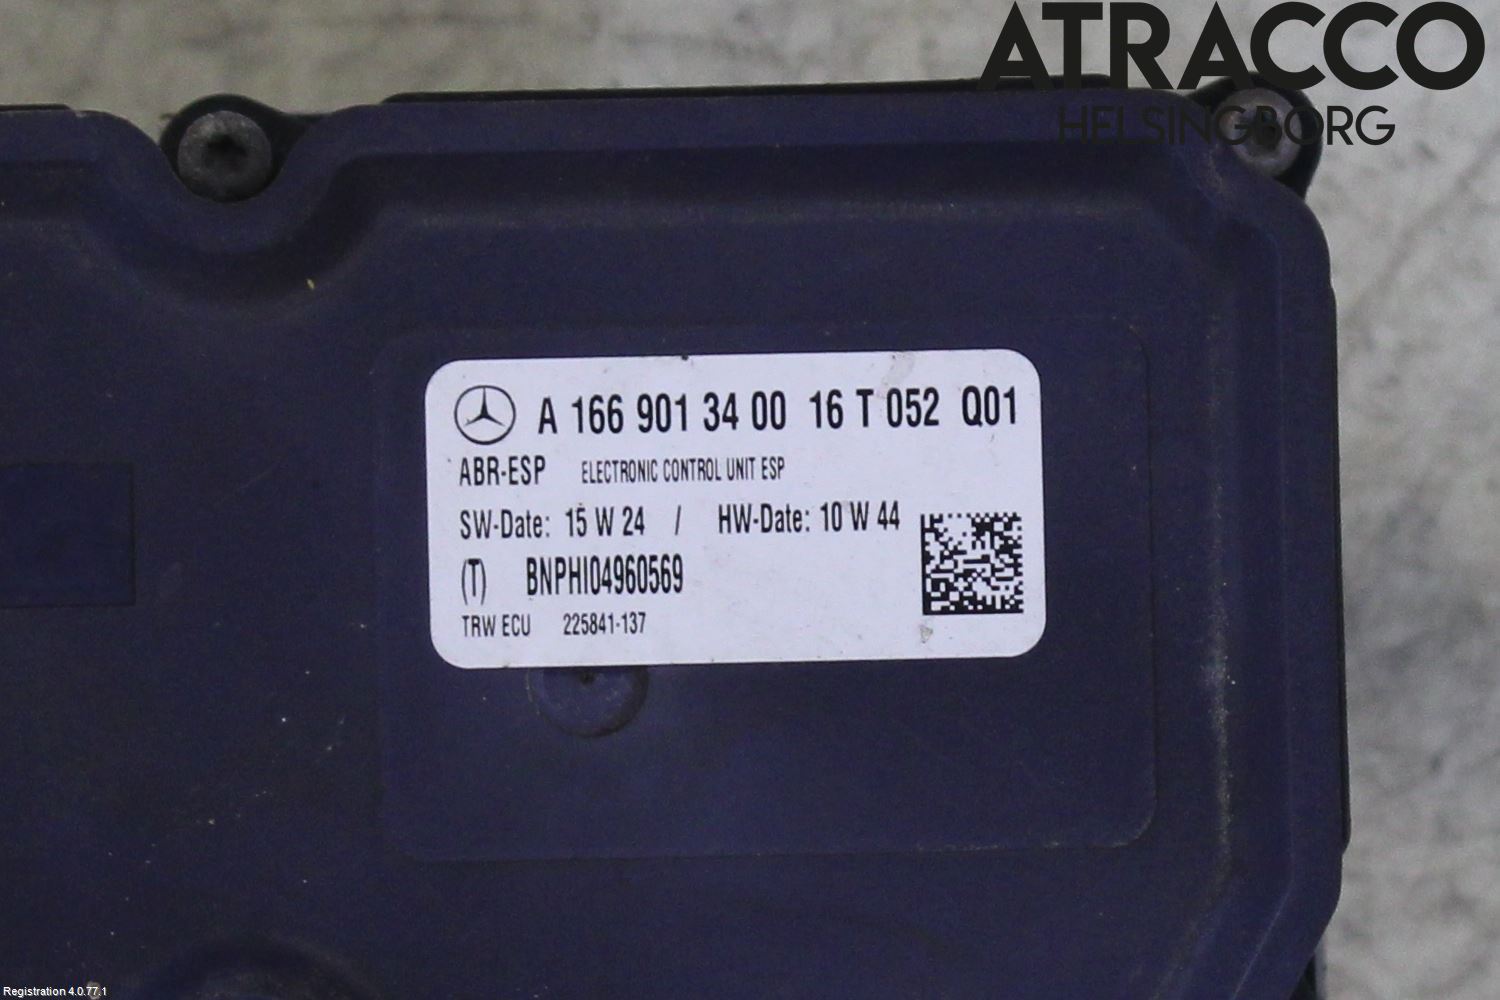 ATRACCO
HELSINGBORG
A 166 901 34 00 16 T 052 Q01
ABR-ESP ELECTRONIC CONTROL UNIT ESP
SW-Date: 15 W 24 / HW-Date: 10 W 44
(T) BNPHI04960569
TRW ECU 225841-137
Registration 4.0.77.1